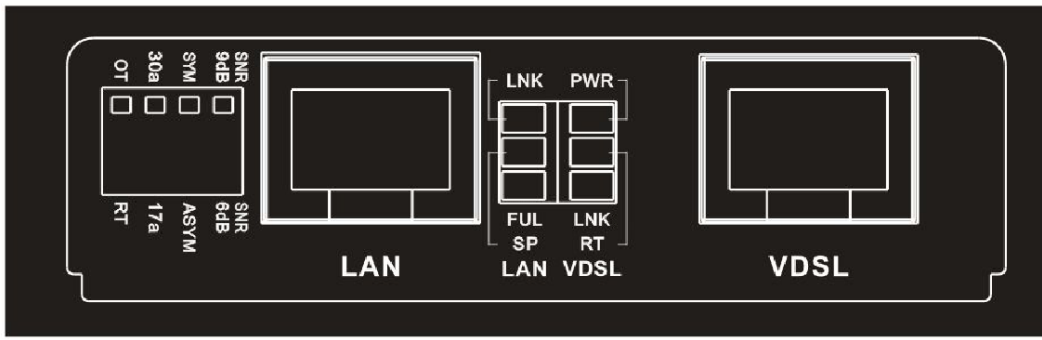 OT 30a SYM SNR 9dB
RT 17a ASYM SNR 6dB
LNK PWR
FUL LNK
SP RT
LAN VDSL
LAN
VDSL